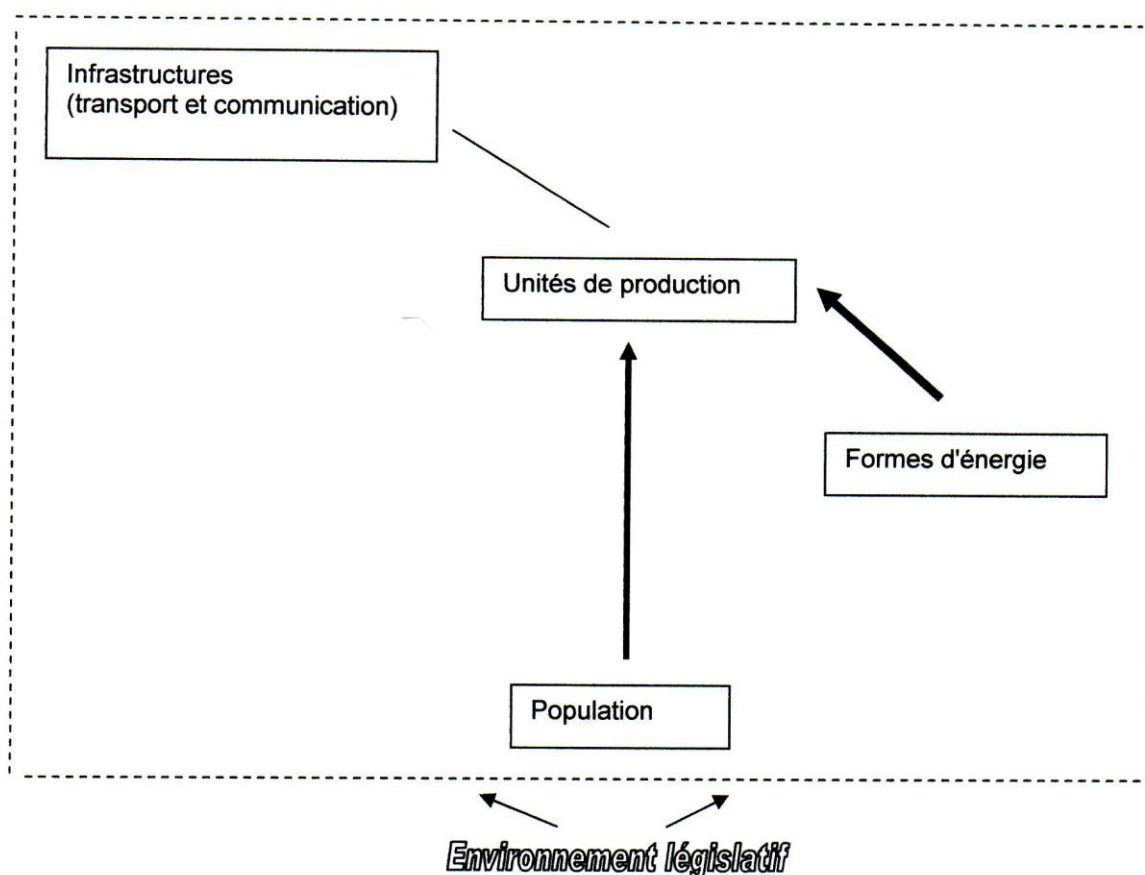 Infrastructures
(transport et communication)
Unités de production
Formes d'énergie
Population
Environnement législatif